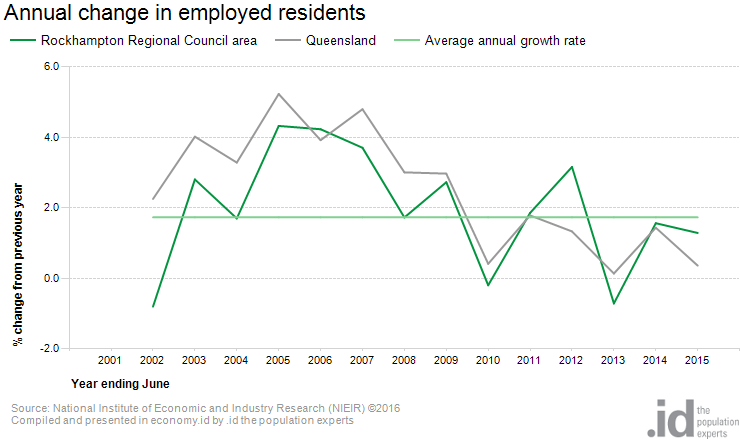 Annual change in employed residents
Rockhampton Regional Council area Queensland Average annual growth rate
6.0
4.0
2.0
0.0
-2.0
% change from previous year
2001 2002 2003 2004 2005 2006 2007 2008 2009 2010 2011 2012 2013 2014 2015
Year ending June
Source: National Institute of Economic and Industry Research (NIEIR) ©2016
Compiled and presented in economy.id by .id the population experts
.id the population experts